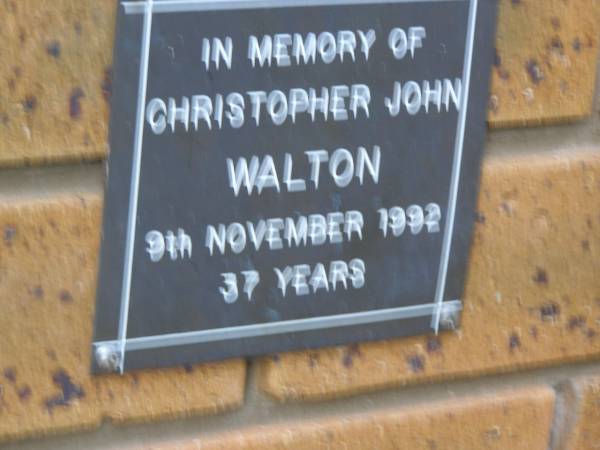 IN MEMORY OF
CHRISTOPHER JOHN
WALTON
9th NOVEMBER 1992
37 YEARS